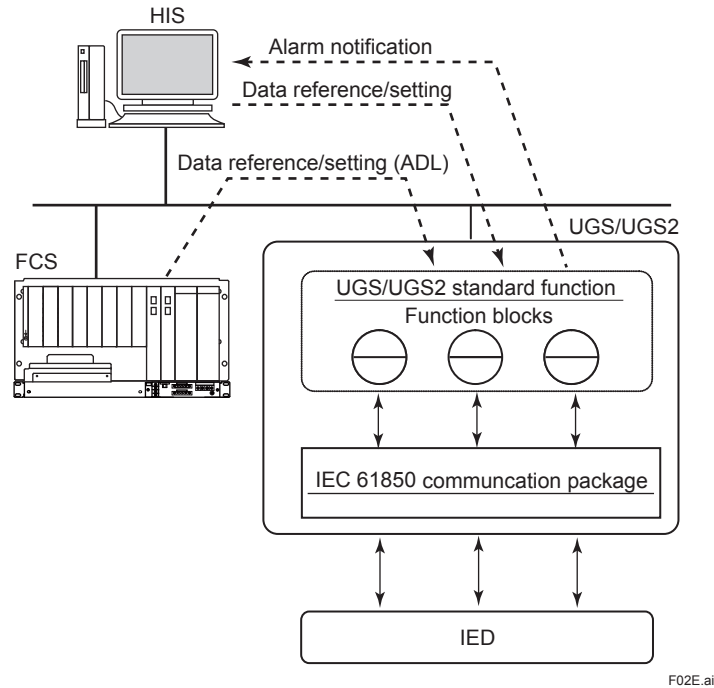 HIS
Alarm notification
Data reference/setting
Data reference/setting (ADL)
UGS/UGS2
FCS
UGS/UGS2 standard function
Function blocks
IEC 61850 communcation package
IED
F02E.ai